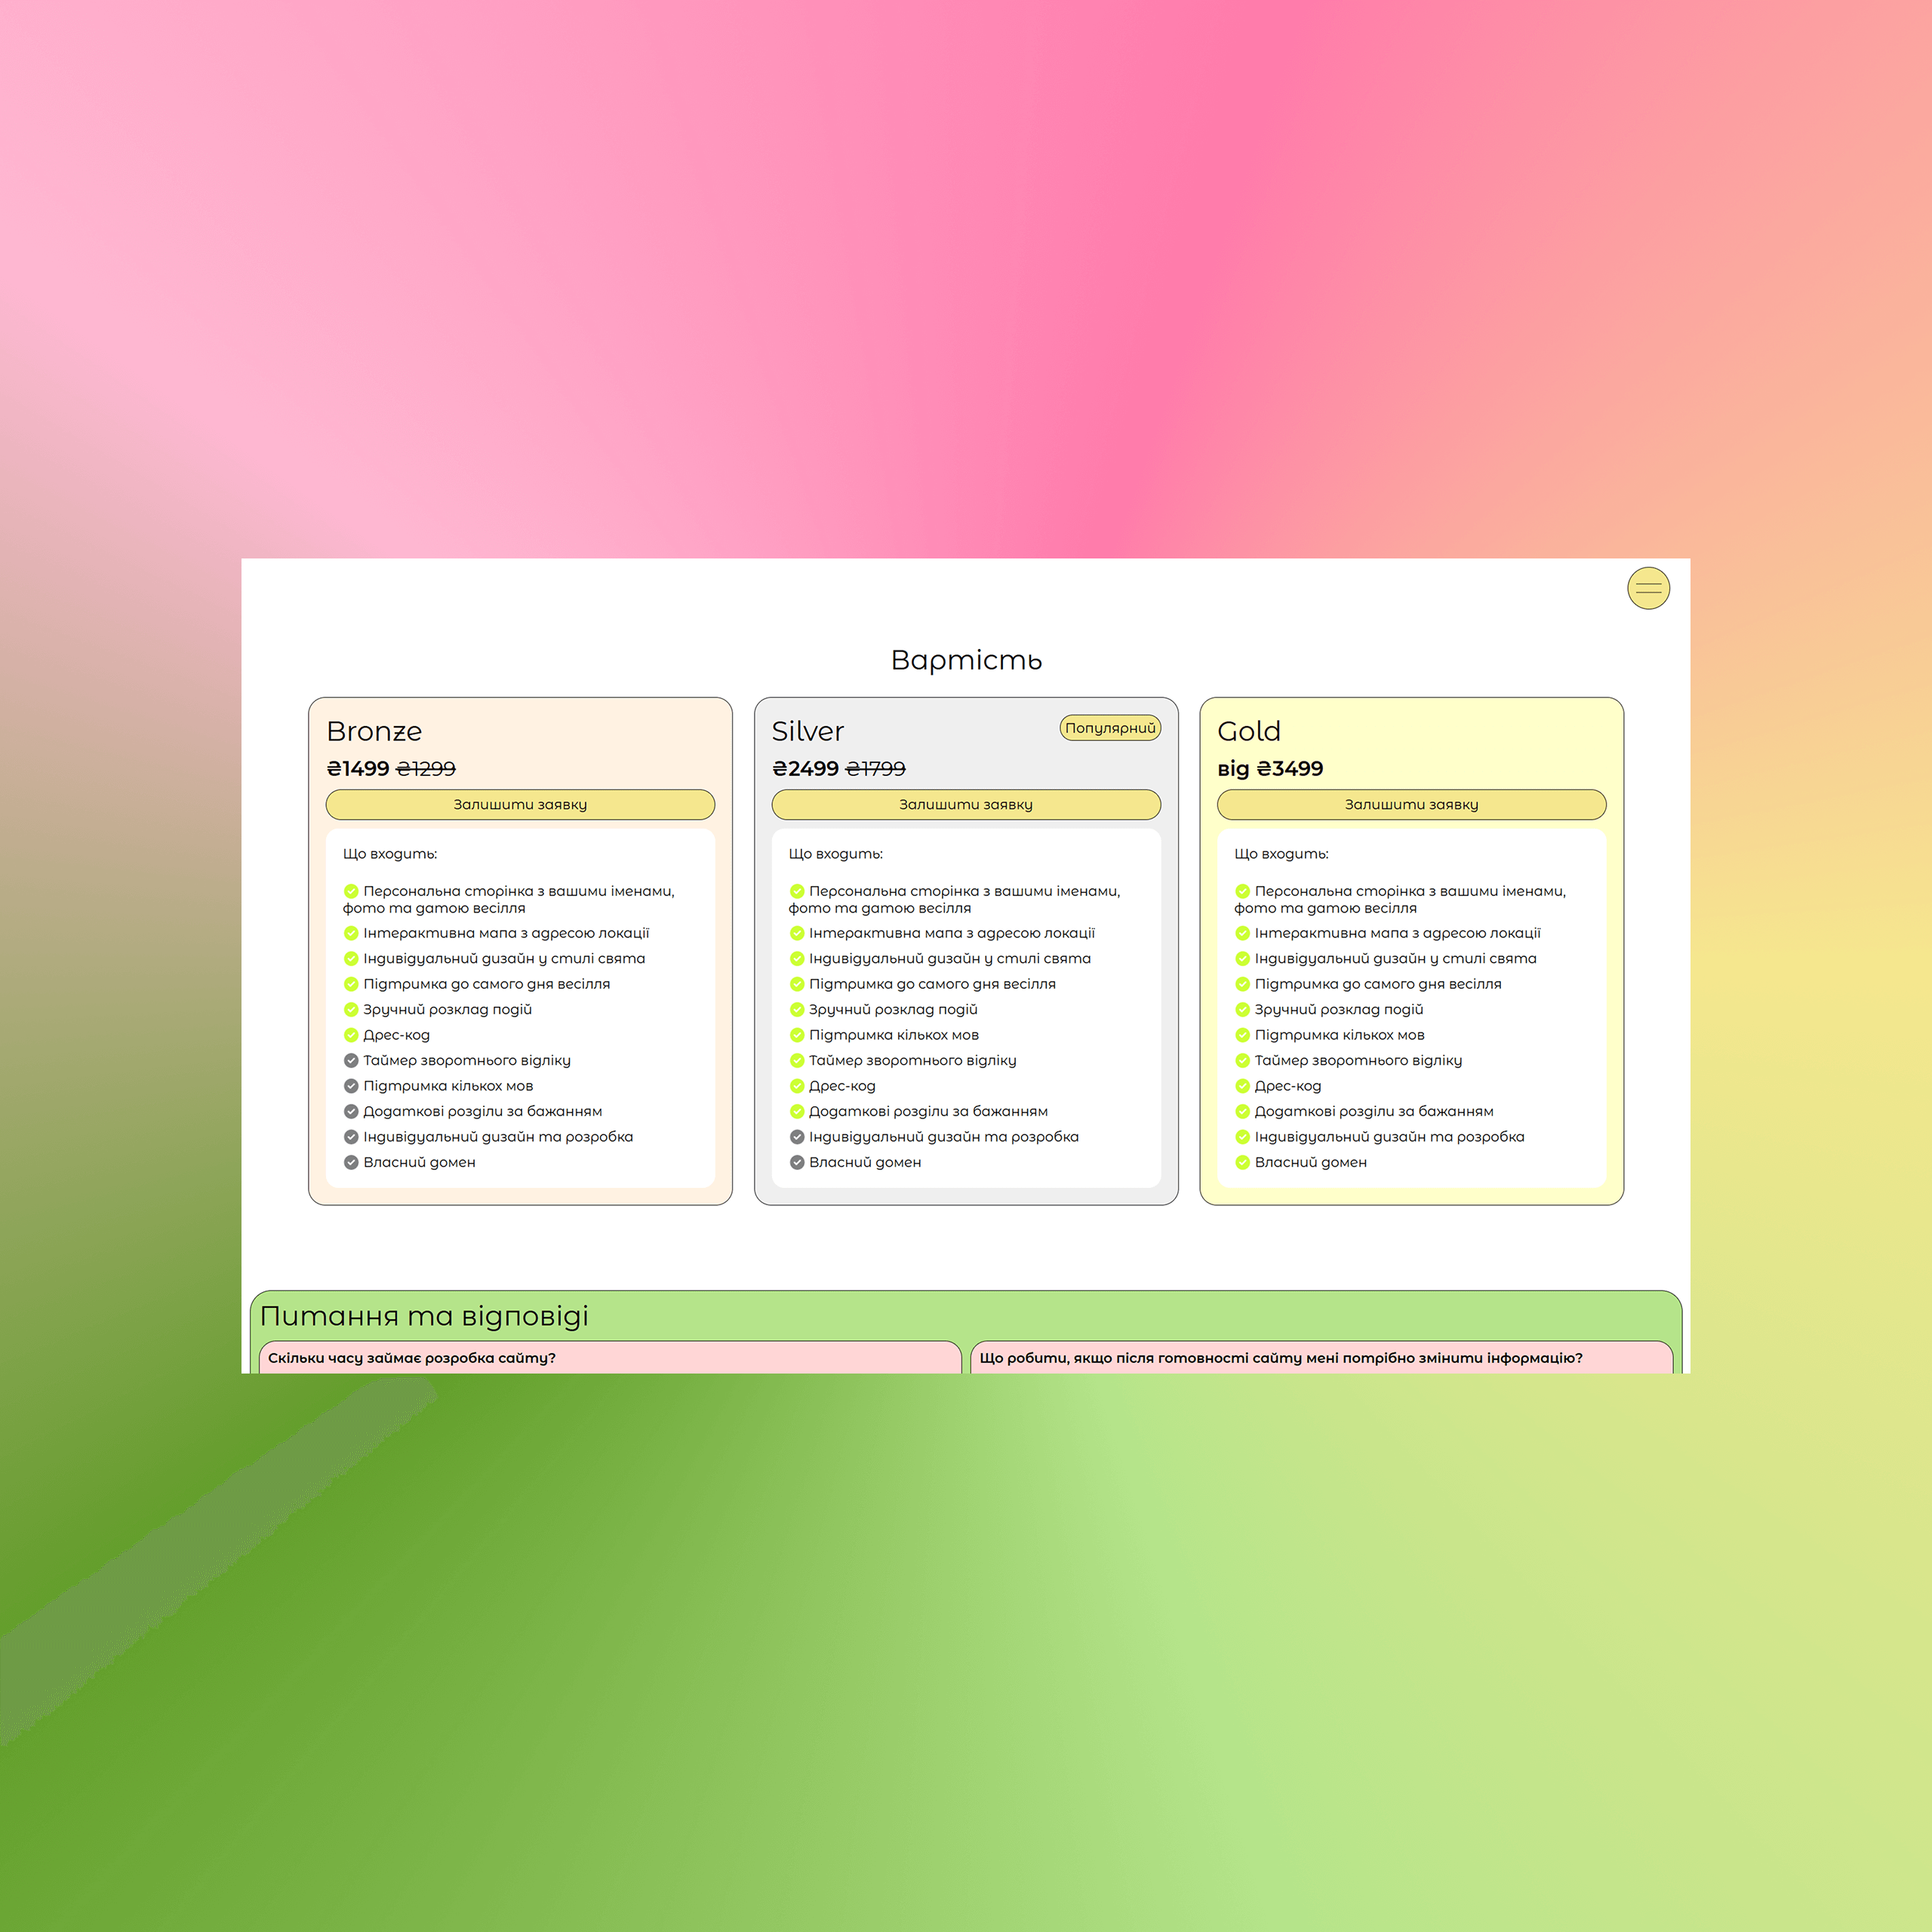 Вартість
Bronze
₴1499 ₴1299
Залишити заявку
Що входить:
Персональна сторінка з вашими іменами,
фото та датою весілля
Інтерактивна мапа з адресою локації
Індивідуальний дизайн у стилі свята
Підтримка до самого дня весілля
Зручний розклад подій
Дрес-код
Таймер зворотнього відліку
Підтримка кількох мов
Додаткові розділи за бажанням
Індивідуальний дизайн та розробка
Власний домен
Silver
Популярний
₴2499 ₴1799
Залишити заявку
Що входить:
Персональна сторінка з вашими іменами,
фото та датою весілля
Інтерактивна мапа з адресою локації
Індивідуальний дизайн у стилі свята
Підтримка до самого дня весілля
Зручний розклад подій
Підтримка кількох мов
Таймер зворотнього відліку
Дрес-код
Додаткові розділи за бажанням
Індивідуальний дизайн та розробка
Власний домен
Gold
від ₴3499
Залишити заявку
Що входить:
Персональна сторінка з вашими іменами,
фото та датою весілля
Інтерактивна мапа з адресою локації
Індивідуальний дизайн у стилі свята
Підтримка до самого дня весілля
Зручний розклад подій
Підтримка кількох мов
Таймер зворотнього відліку
Дрес-код
Додаткові розділи за бажанням
Індивідуальний дизайн та розробка
Власний домен
Питання та відповіді
Скільки часу займає розробка сайту?
Що робити, якщо після готовності сайту мені потрібно змінити інформацію?